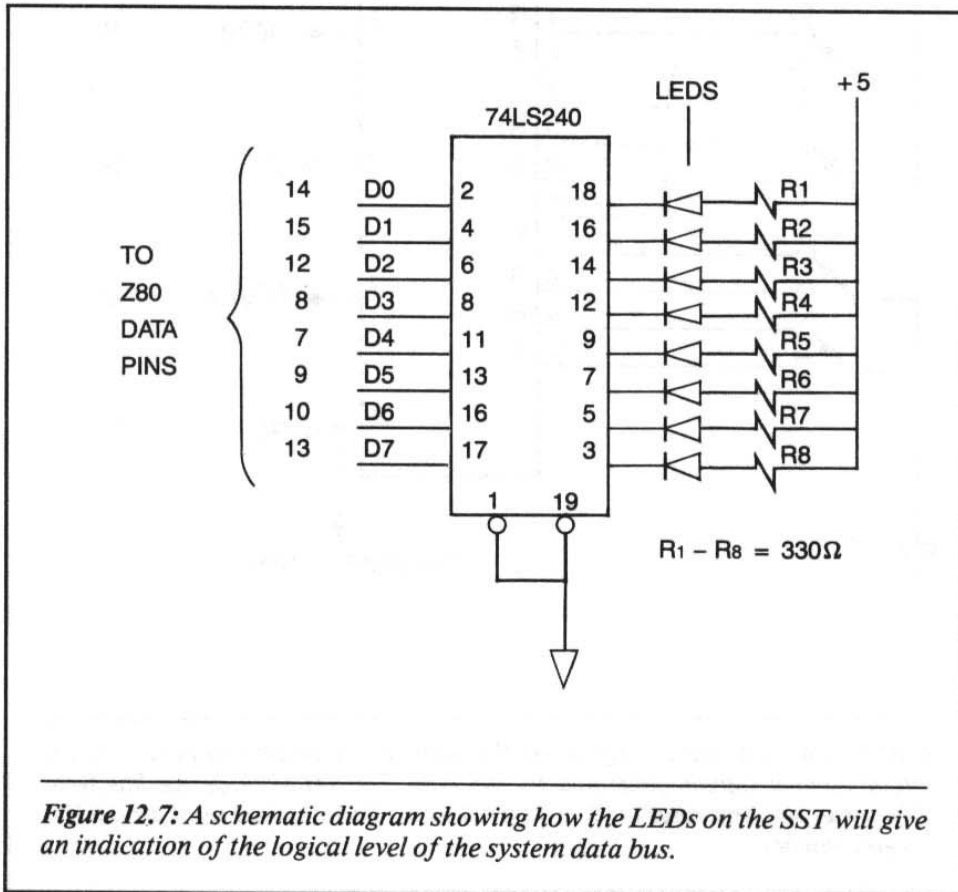 LEDS
+5
74LS240
14 D0 2 18 R1
15 D1 4 16 R2
12 D2 6 14 R3
8 D3 8 12 R4
7 D4 11 9 R5
9 D5 13 7 R6
10 D6 16 5 R7
13 D7 17 3 R8
TO
Z80
DATA
PINS
1 19
R1 – R8 = 330Ω
Figure 12.7: A schematic diagram showing how the LEDs on the SST will give
an indication of the logical level of the system data bus.